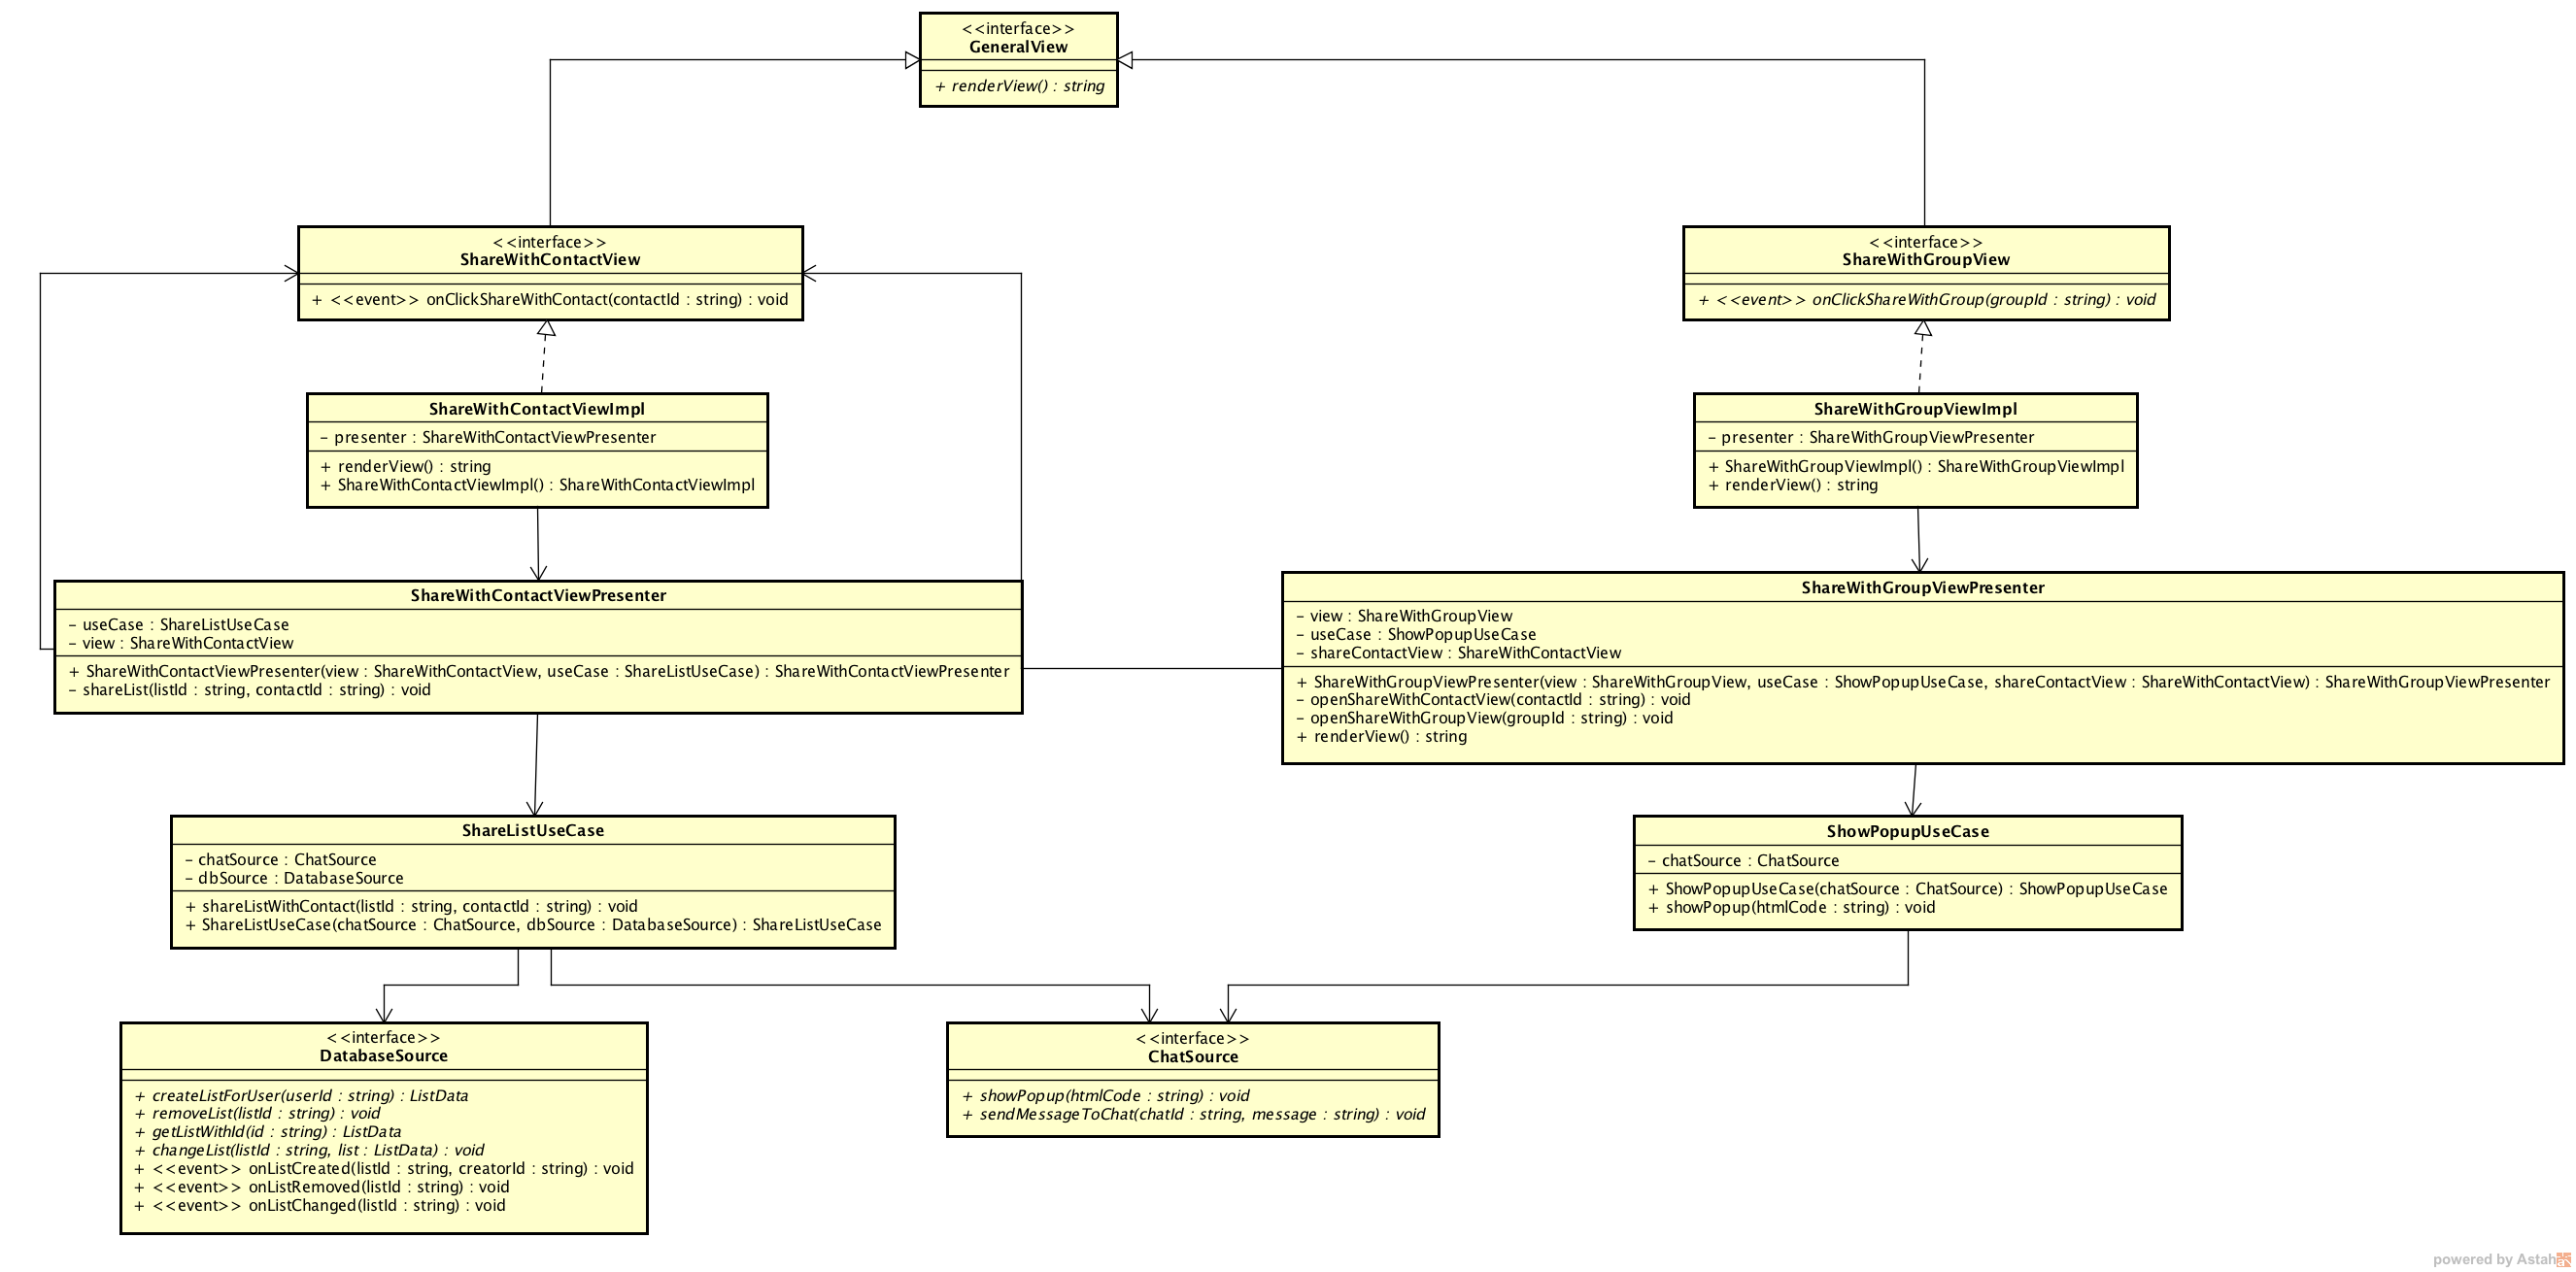 <<interface>>
GeneralView
+ renderView() : string
<<interface>>
ShareWithContactView
+ <<event>> onClickShareWithContact(contactId : string) : void
<<interface>>
ShareWithGroupView
+ <<event>> onClickShareWithGroup(groupId : string) : void
ShareWithContactViewImpl
- presenter : ShareWithContactViewPresenter
+ renderView() : string
+ ShareWithContactViewImpl() : ShareWithContactViewImpl
ShareWithGroupViewImpl
- presenter : ShareWithGroupViewPresenter
+ ShareWithGroupViewImpl() : ShareWithGroupViewImpl
+ renderView() : string
ShareWithContactViewPresenter
- useCase : ShareListUseCase
- view : ShareWithContactView
+ ShareWithContactViewPresenter(view : ShareWithContactView, useCase : ShareListUseCase) : ShareWithContactViewPresenter
- shareList(listId : string, contactId : string) : void
ShareWithGroupViewPresenter
- view : ShareWithGroupView
- useCase : ShowPopupUseCase
- shareContactView : ShareWithContactView
+ ShareWithGroupViewPresenter(view : ShareWithGroupView, useCase : ShowPopupUseCase, shareContactView : ShareWithContactView) : ShareWithGroupViewPresenter
- openShareWithContactView(contactId : string) : void
- openShareWithGroupView(groupId : string) : void
+ renderView() : string
ShareListUseCase
- chatSource : ChatSource
- dbSource : DatabaseSource
+ shareListWithContact(listId : string, contactId : string) : void
+ ShareListUseCase(chatSource : ChatSource, dbSource : DatabaseSource) : ShareListUseCase
ShowPopupUseCase
- chatSource : ChatSource
+ ShowPopupUseCase(chatSource : ChatSource) : ShowPopupUseCase
+ showPopup(htmlCode : string) : void
<<interface>>
DatabaseSource
+ createListForUser(userId : string) : ListData
+ removeList(listId : string) : void
+ getListWithId(id : string) : ListData
+ changeList(listId : string, list : ListData) : void
+ <<event>> onListCreated(listId : string, creatorId : string) : void
+ <<event>> onListRemoved(listId : string) : void
+ <<event>> onListChanged(listId : string) : void
<<interface>>
ChatSource
+ showPopup(htmlCode : string) : void
+ sendMessageToChat(chatId : string, message : string) : void
powered by Astah